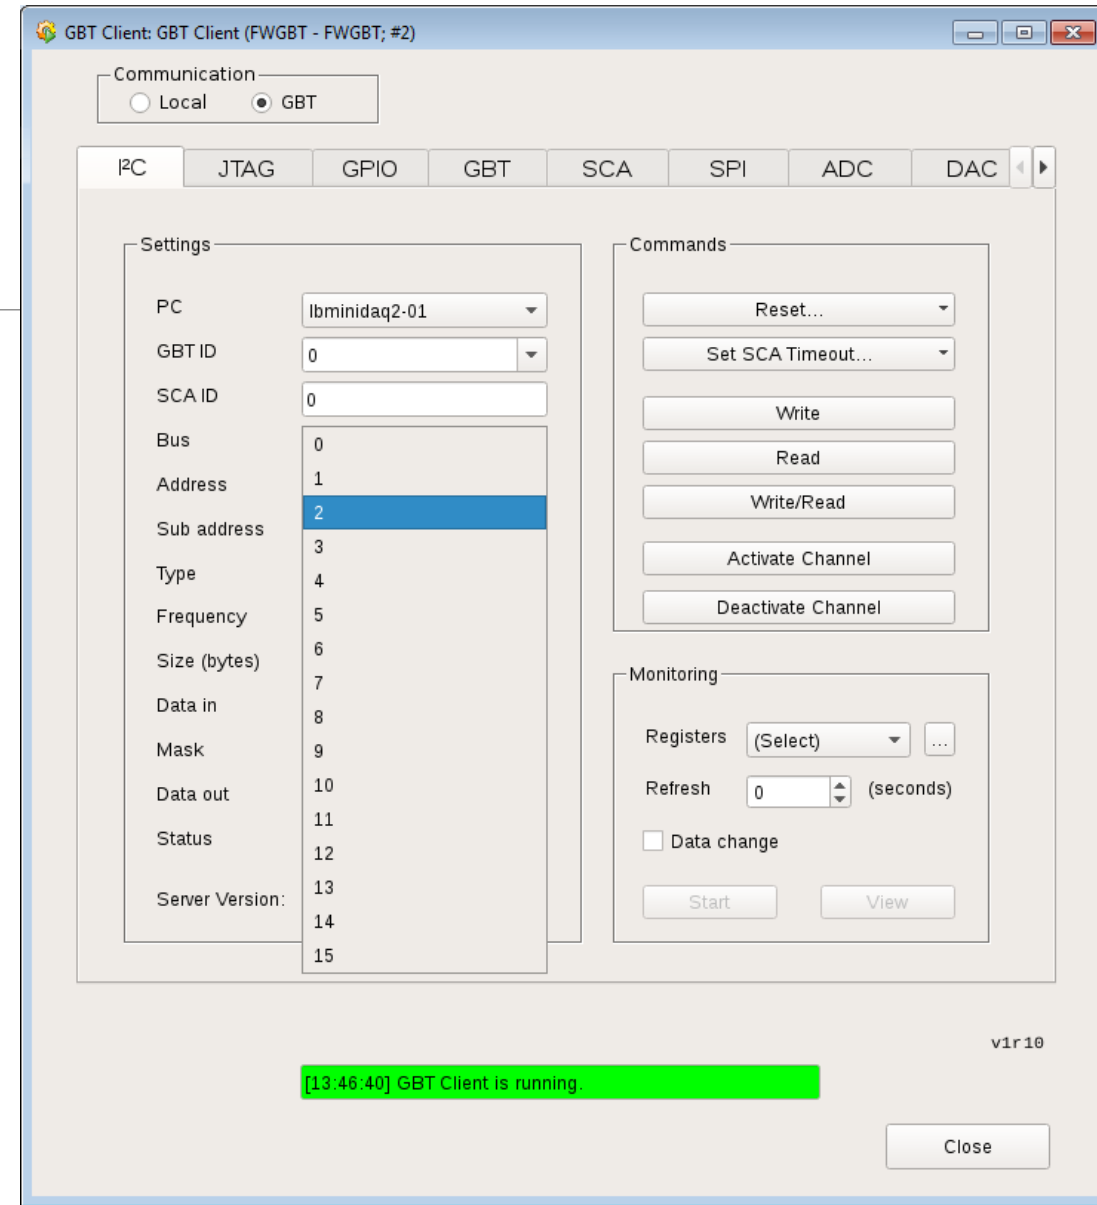 GBT Client: GBT Client (FWGBT - FWGBT; #2)
Communication
Local GBT
I²C JTAG GPIO GBT SCA SPI ADC DAC
Settings
PC lbminidaq2-01
GBT ID 0
SCA ID 0
Bus
Address
Sub address
Type
Frequency
Size (bytes)
Data in
Mask
Data out
Status
Server Version:
0
1
2
3
4
5
6
7
8
9
10
11
12
13
14
15
Commands
Reset...
Set SCA Timeout...
Write
Read
Write/Read
Activate Channel
Deactivate Channel
Monitoring
Registers (Select) ...
Refresh 0 (seconds)
Data change
Start View
v1r10
[13:46:40] GBT Client is running.
Close